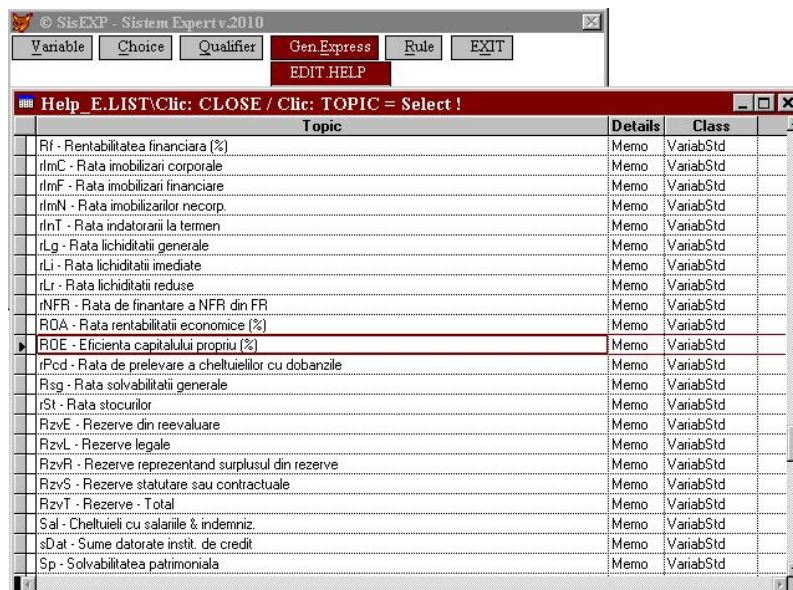 © SisEXP - Sistem Expert v.2010
Variable Choice Qualifier Gen.Express Rule EXIT
EDIT.HELP
Help_E.LIST\Clic: CLOSE / Clic: TOPIC = Select !
Topic Details Class
Rf - Rentabilitatea financiara (%) Memo VariabStd
rImC - Rata imobilizari corporale Memo VariabStd
rImF - Rata imobilizari financiare Memo VariabStd
rImN - Rata imobilizarilor necorp. Memo VariabStd
rInT - Rata indatorarii la termen Memo VariabStd
rLg - Rata lichiditatii generale Memo VariabStd
rLi - Rata lichiditatii imediate Memo VariabStd
rLr - Rata lichiditatii reduse Memo VariabStd
rNFR - Rata de finantare a NFR din FR Memo VariabStd
ROA - Rata rentabilitatii economice (%) Memo VariabStd
ROE - Eficienta capitalului propriu (%) Memo VariabStd
rPcd - Rata de prelevare a cheltuielilor cu dobanzile Memo VariabStd
Rsg - Rata solvabilitatii generale Memo VariabStd
rSt - Rata stocurilor Memo VariabStd
RzvE - Rezerve din reevaluare Memo VariabStd
RzvL - Rezerve legale Memo VariabStd
RzvR - Rezerve reprezentand surplusul din rezerve Memo VariabStd
RzvS - Rezerve statutare sau contractuale Memo VariabStd
RzvT - Rezerve - Total Memo VariabStd
Sal - Cheltuieli cu salariile & indemniz. Memo VariabStd
sDat - Sume datorate instit. de credit Memo VariabStd
Sp - Solvabilitatea patrimoniala Memo VariabStd